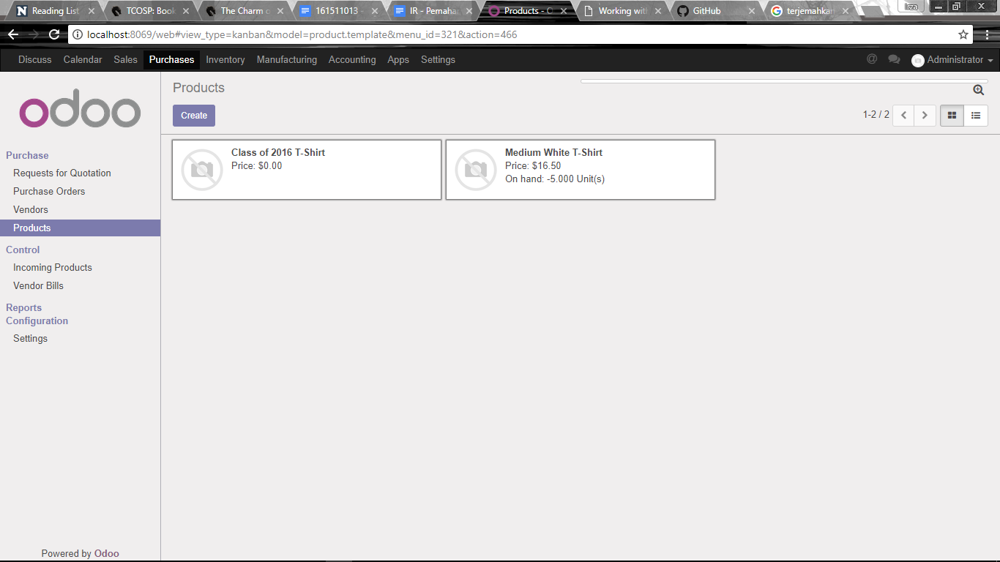 Reading List
TCOSP: Book
The Charm o
161511013 -
IR - Pemaha
Products - O
Working with
GitHub
terjemahkan
liza
localhost:8069/web#view_type=kanban&model=product.template&menu_id=321&action=466
Discuss Calendar Sales Purchases Inventory Manufacturing Accounting Apps Settings @ Administrator
odoo
Products
Create
1-2 / 2
Purchase
Requests for Quotation
Purchase Orders
Vendors
Products
Control
Incoming Products
Vendor Bills
Reports
Configuration
Settings
Class of 2016 T-Shirt
Price: $0.00
Medium White T-Shirt
Price: $16.50
On hand: -5.000 Unit(s)
Powered by Odoo